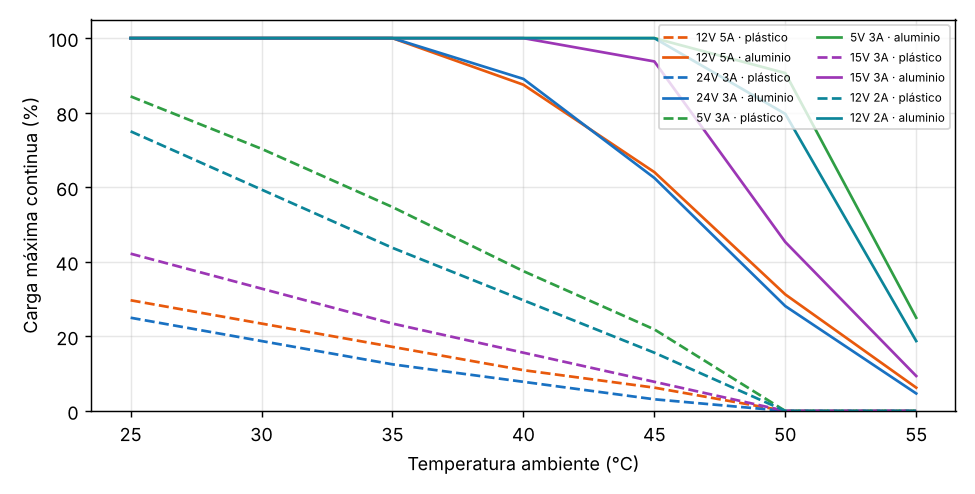 100
80
60
40
20
0
Carga máxima continua (%)
12V 5A · plástico
12V 5A · aluminio
24V 3A · plástico
24V 3A · aluminio
5V 3A · plástico
5V 3A · aluminio
15V 3A · plástico
15V 3A · aluminio
12V 2A · plástico
12V 2A · aluminio
25 30 35 40 45 50 55
Temperatura ambiente (°C)